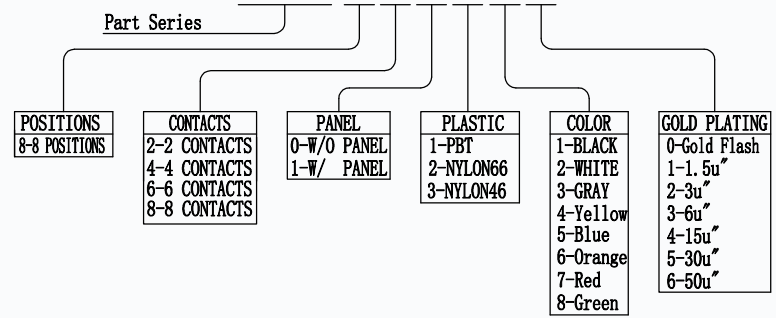 Part Series
POSITIONS
8-8 POSITIONS
CONTACTS
2-2 CONTACTS
4-4 CONTACTS
6-6 CONTACTS
8-8 CONTACTS
PANEL
0-W/O PANEL
1-W/ PANEL
PLASTIC
1-PBT
2-NYLON66
3-NYLON46
COLOR
1-BLACK
2-WHITE
3-GRAY
4-Yellow
5-Blue
6-Orange
7-Red
8-Green
GOLD PLATING
0-Gold Flash
1-1.5u″
2-3u″
3-6u″
4-15u″
5-30u″
6-50u″